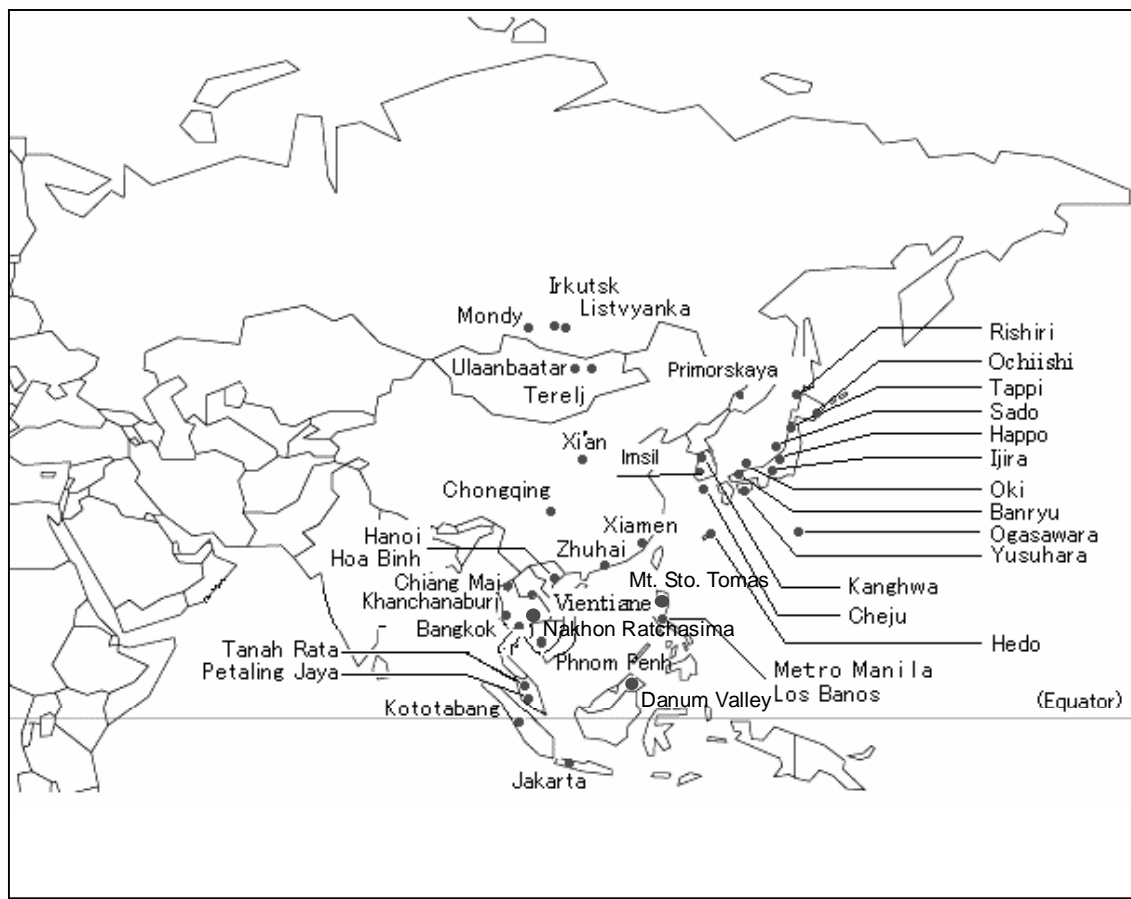 Irkutsk
Listvyanka
Mondy
Ulaanbaatar
Terelj
Primorskaya
Rishiri
Ochiishi
Tappi
Sado
Happo
Ijira
Oki
Banryu
Ogasawara
Yusuhara
Xi'an
Imsil
Chongqing
Xiamen
Hanoi
Hoa Binh
Zhuhai
Chiang Mai
Khanchanaburi
Bangkok
Vientiane
Mt. Sto. Tomas
Nakhon Ratchasima
Kanghwa
Cheju
Hedo
Tanah Rata
Petaling Jaya
Phnom Penh
Metro Manila
Los Banos
Kototabang
Danum Valley
(Equator)
Jakarta